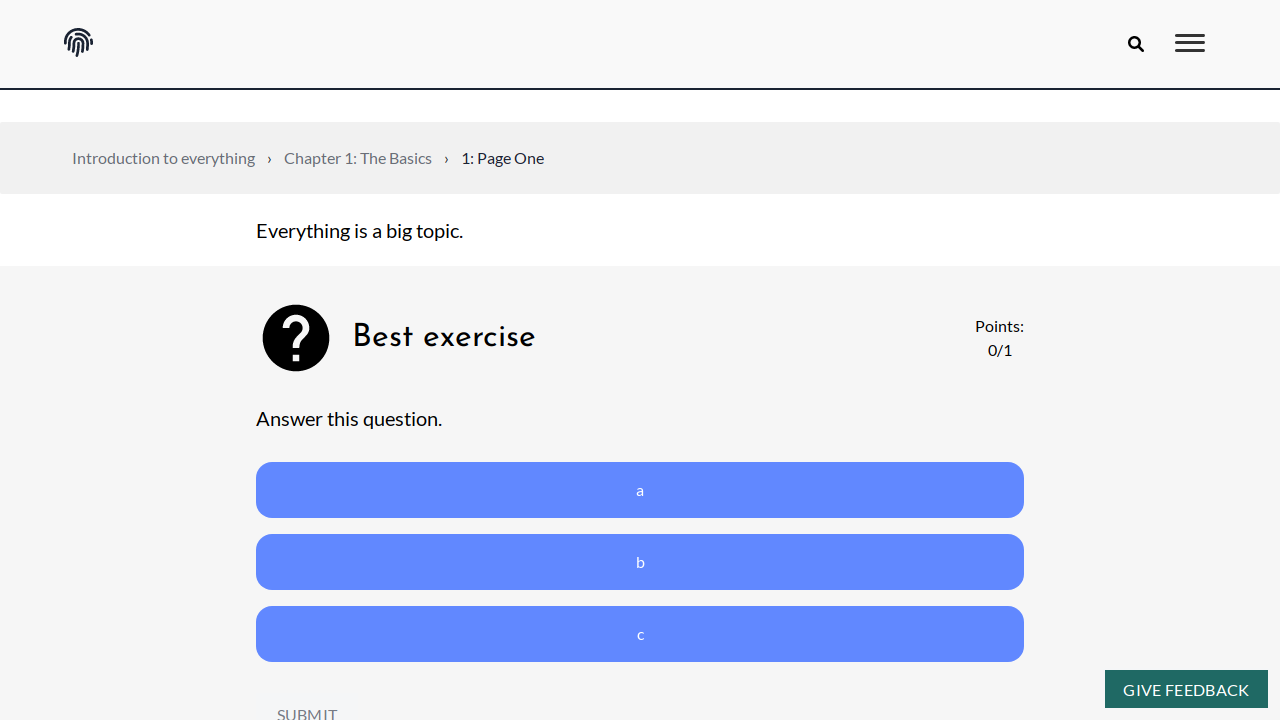 Introduction to everything › Chapter 1: The Basics › 1: Page One
Everything is a big topic.
Best exercise
Points:
0/1
Answer this question.
a
b
c
SUBMIT
GIVE FEEDBACK